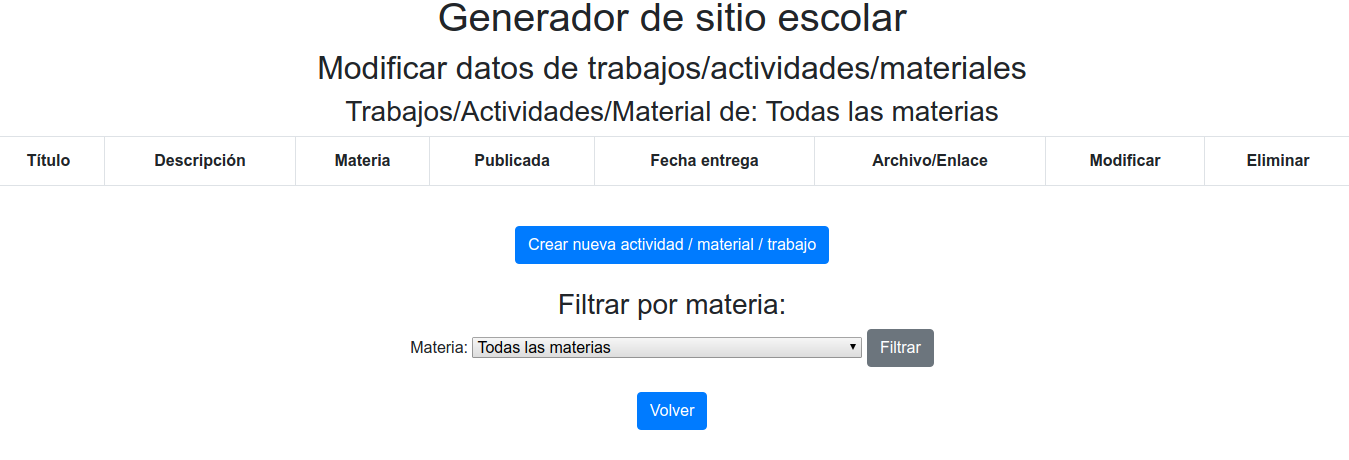 Generador de sitio escolar
Modificar datos de trabajos/actividades/materiales
Trabajos/Actividades/Material de: Todas las materias
Título Descripción Materia Publicada Fecha entrega Archivo/Enlace Modificar Eliminar
Crear nueva actividad / material / trabajo
Filtrar por materia:
Materia: Todas las materias Filtrar
Volver